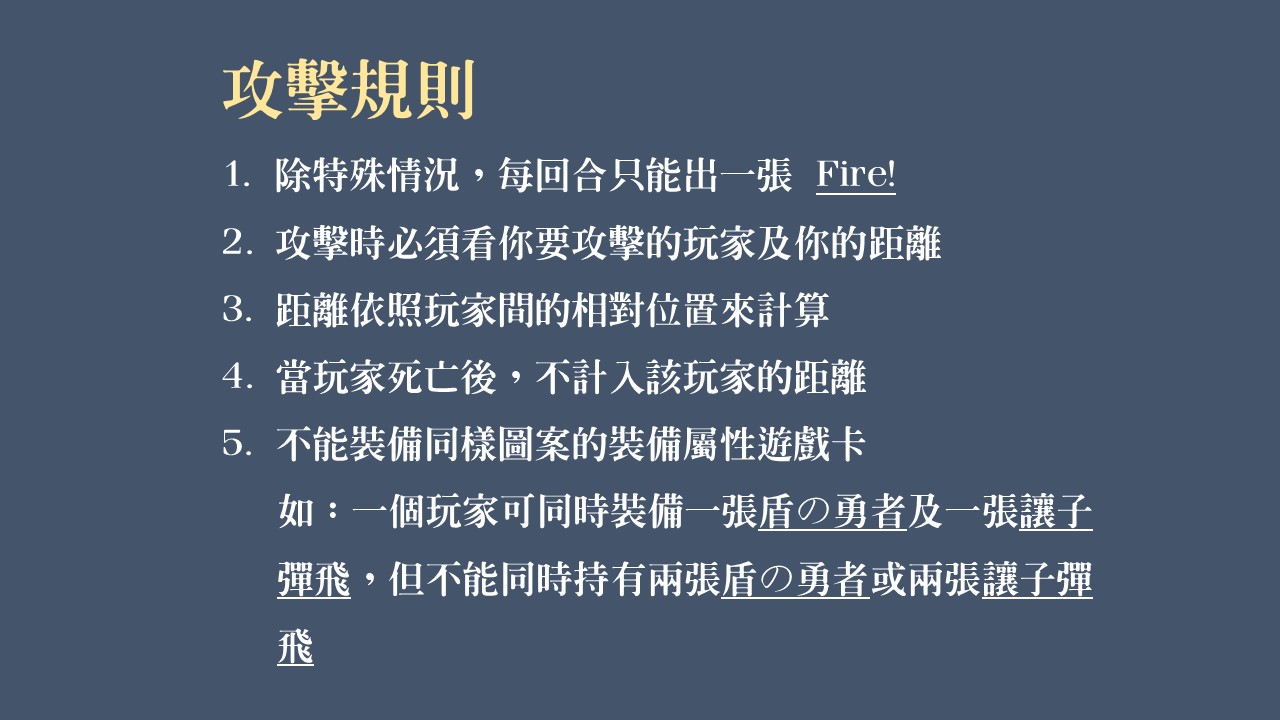 攻擊規則
1. 除特殊情況，每回合只能出一張 Fire!
2. 攻擊時必須看你要攻擊的玩家及你的距離
3. 距離依照玩家間的相對位置來計算
4. 當玩家死亡後，不計入該玩家的距離
5. 不能裝備同樣圖案的裝備屬性遊戲卡
如：一個玩家可同時裝備一張盾の勇者及一張讓子
彈飛，但不能同時持有兩張盾の勇者或兩張讓子彈
飛